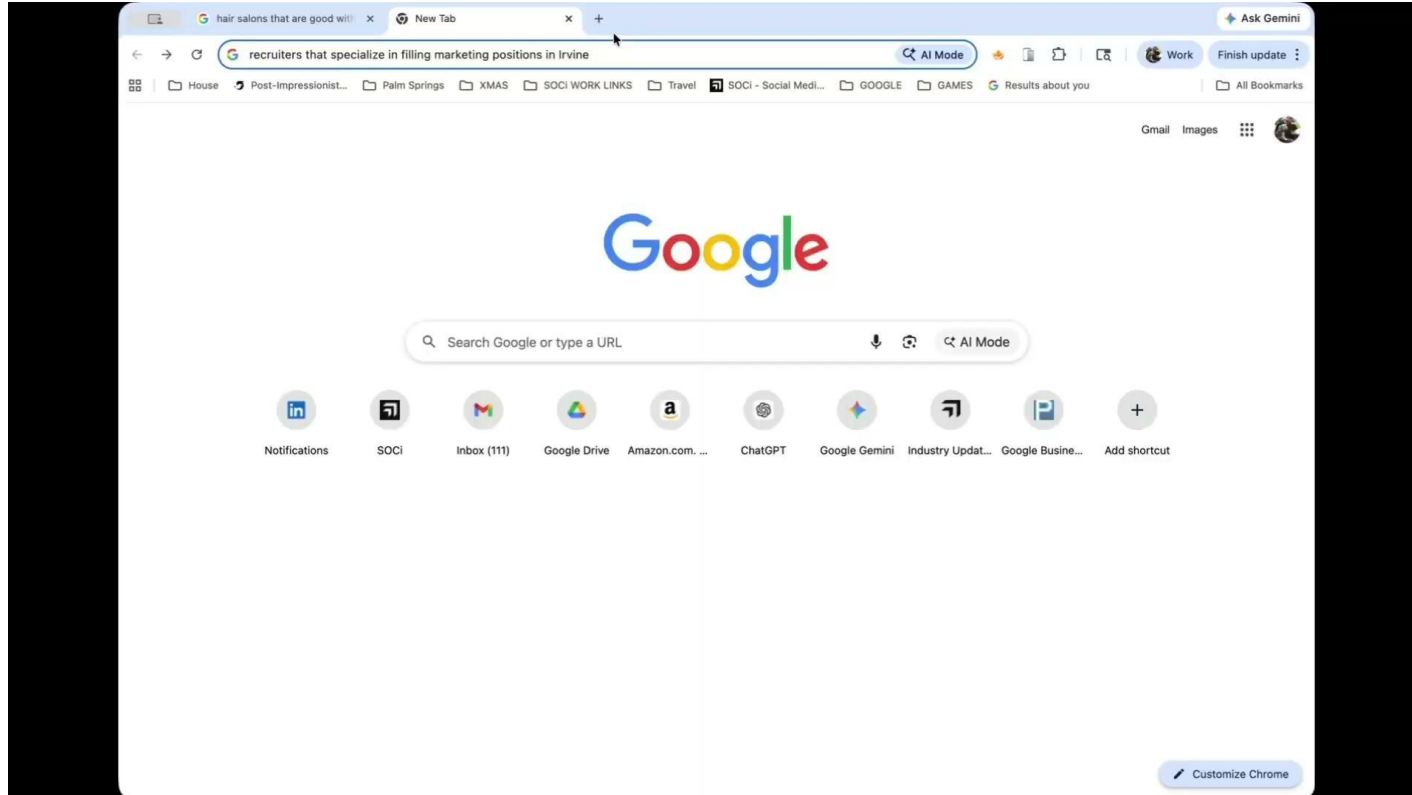 hair salons that are good with
New Tab
Ask Gemini
recruiters that specialize in filling marketing positions in Irvine
AI Mode
Work
Finish update
House
Post-Impressionist...
Palm Springs
XMAS
SOCi WORK LINKS
Travel
SOCi - Social Medi...
GOOGLE
GAMES
Results about you
All Bookmarks
Gmail
Images
Google
Search Google or type a URL
AI Mode
Notifications
SOCi
Inbox (111)
Google Drive
Amazon.com. ...
ChatGPT
Google Gemini
Industry Updat...
Google Busine...
Add shortcut
Customize Chrome